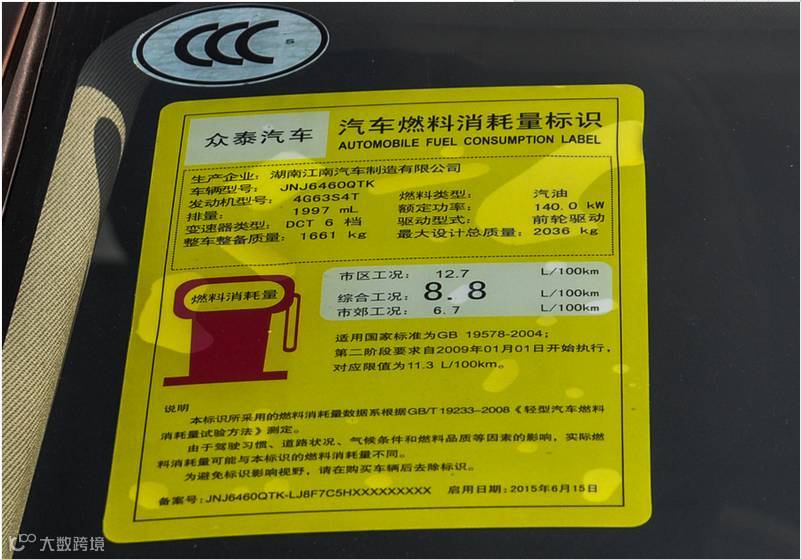 CCC S
众泰汽车
汽车燃料消耗量标识
AUTOMOBILE FUEL CONSUMPTION LABEL
生产企业: 湖南江南汽车制造有限公司
车辆型号: JNJ6460QTK
发动机型号: 4G63S4T 燃料类型: 汽油
排量: 1997 mL 额定功率: 140.0 kW
变速器类型: DCT 6 档 驱动型式: 前轮驱动
整车整备质量: 1661 kg 最大设计总质量: 2036 kg
燃料消耗量
市区工况: 12.7 L/100km
综合工况: 8.8 L/100km
市郊工况: 6.7 L/100km
适用国家标准为GB 19578-2004;
第二阶段要求自2009年01月01日开始执行,
对应限值为11.3 L/100km。
说明
本标识所采用的燃料消耗量数据系根据GB/T19233-2008《轻型汽车燃料
消耗量试验方法》测定。
由于驾驶习惯、道路状况、气候条件和燃料品质等因素的影响,实际燃
料消耗量可能与本标识的燃料消耗量不同。
为避免标识影响视野,请在购买车辆后去除标识。
备案号: JNJ6460QTK-LJ8F7C5HXXXXXXXXX 启用日期: 2015年6月15日
大数跨境